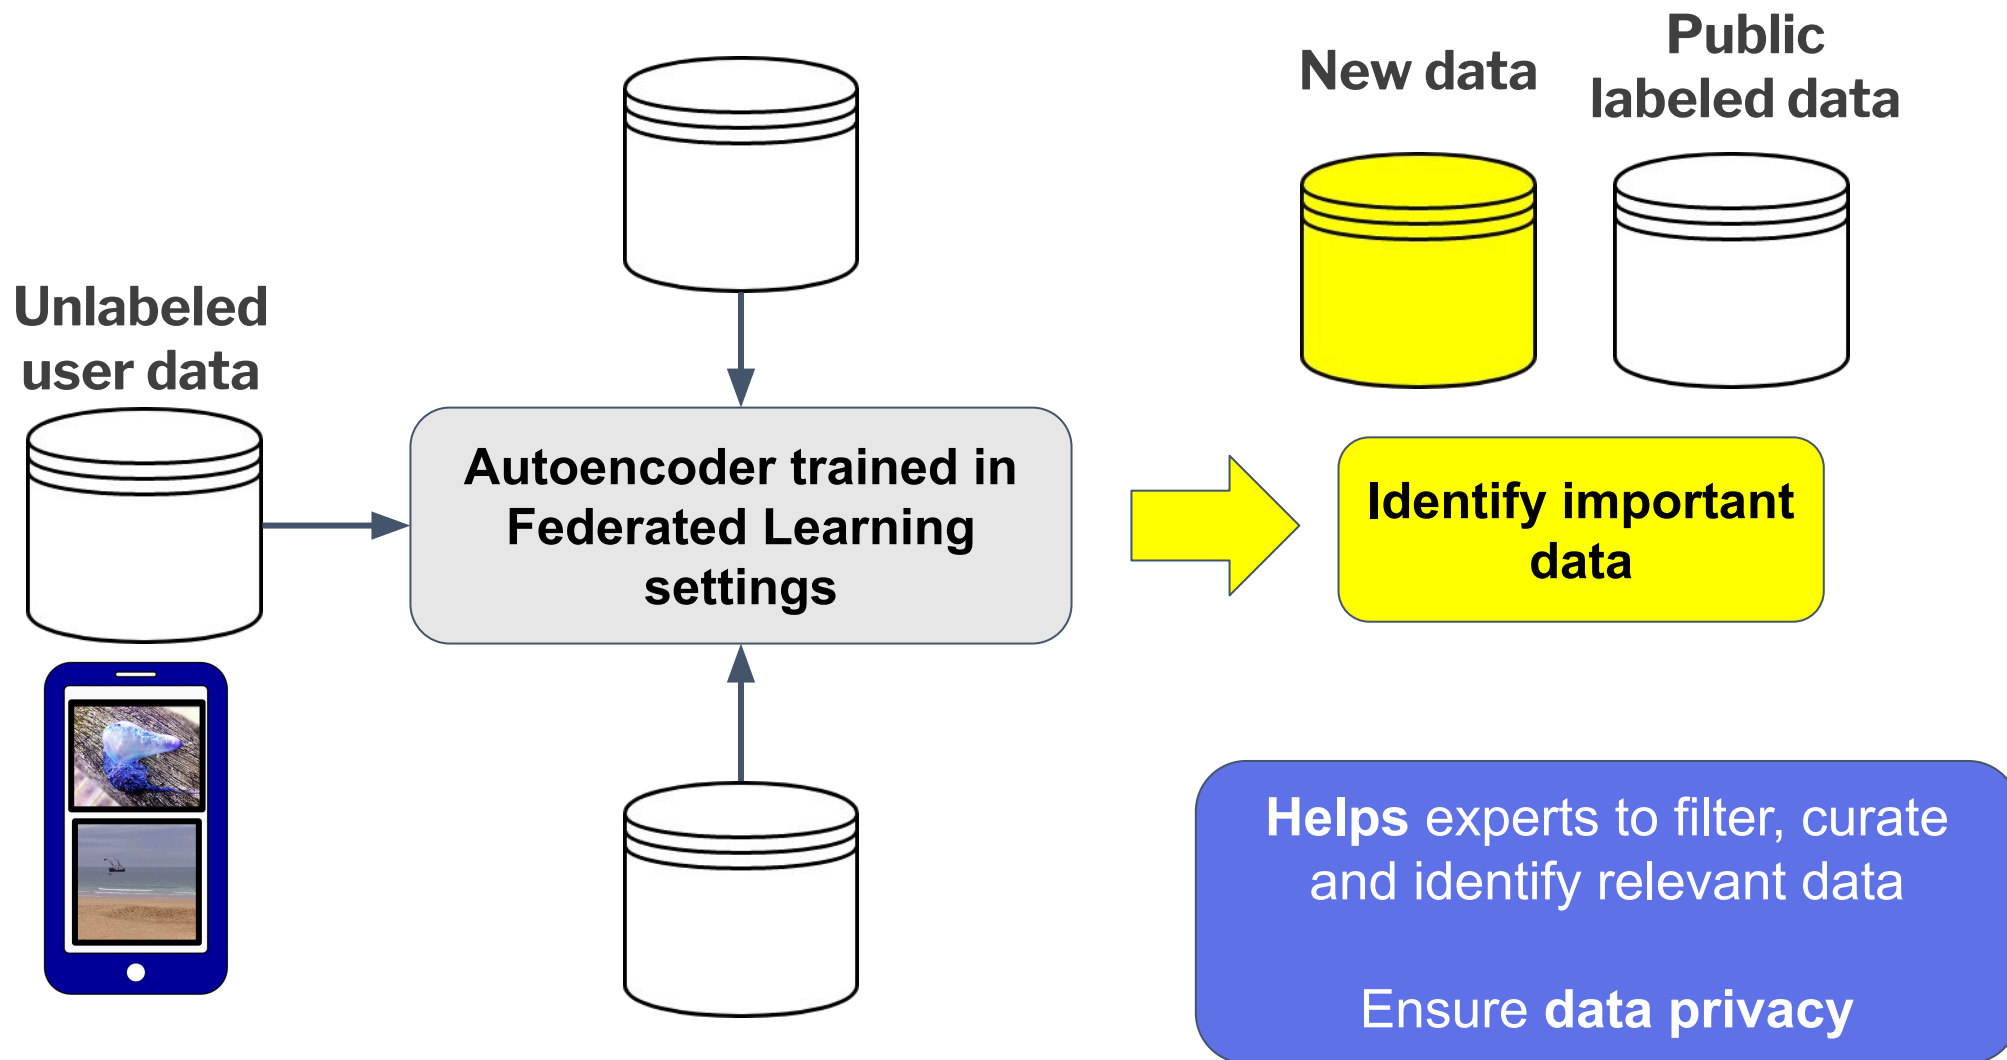 New data
Public
labeled data
Unlabeled
user data
Autoencoder trained in
Federated Learning
settings
Identify important
data
Helps experts to filter, curate
and identify relevant data
Ensure data privacy